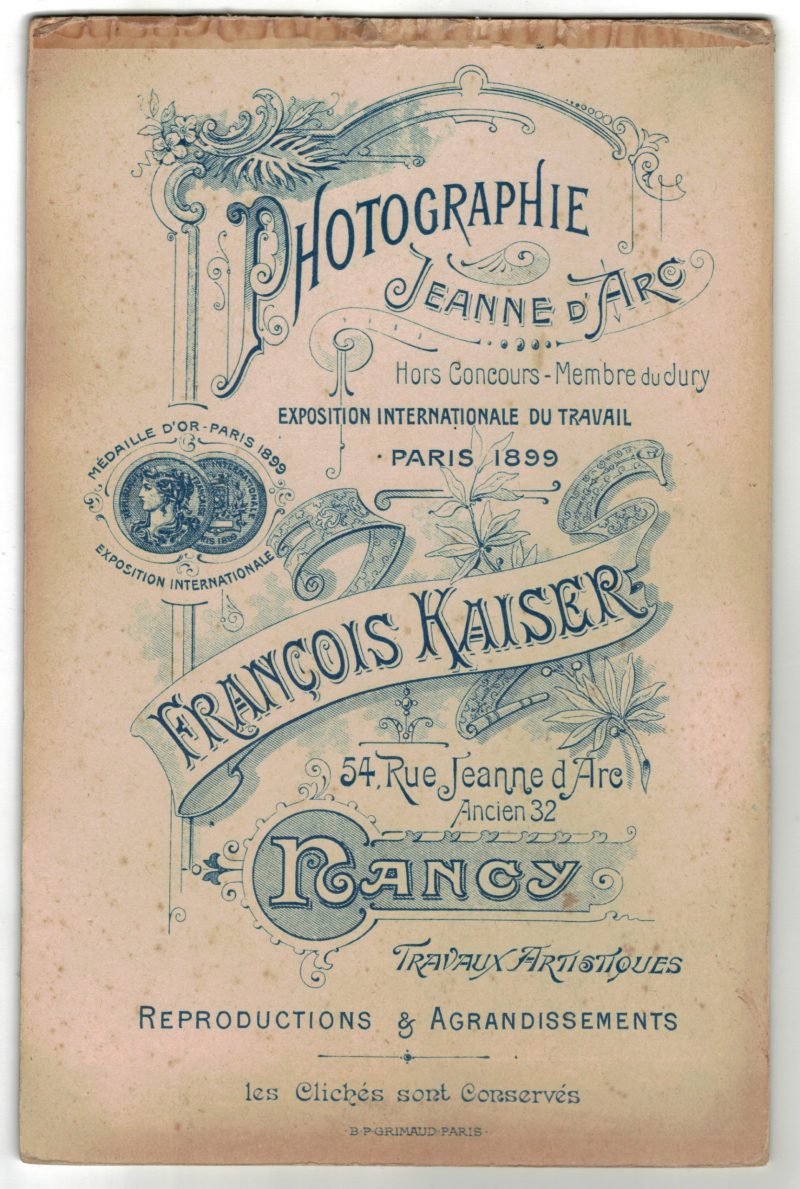 PHOTOGRAPHIE
JEANNE D'ARC
Hors Concours - Membre du Jury
EXPOSITION INTERNATIONALE DU TRAVAIL
· PARIS 1899
MÉDAILLE D'OR - PARIS 1899
EXPOSITION INTERNATIONALE
FRANÇOIS KAISER
54, Rue Jeanne d'Arc
Ancien 32
NANCY
TRAVAUX ARTISTIQUES
REPRODUCTIONS & AGRANDISSEMENTS
les Clichés sont Conservés
· B·P·GRIMAUD·PARIS ·